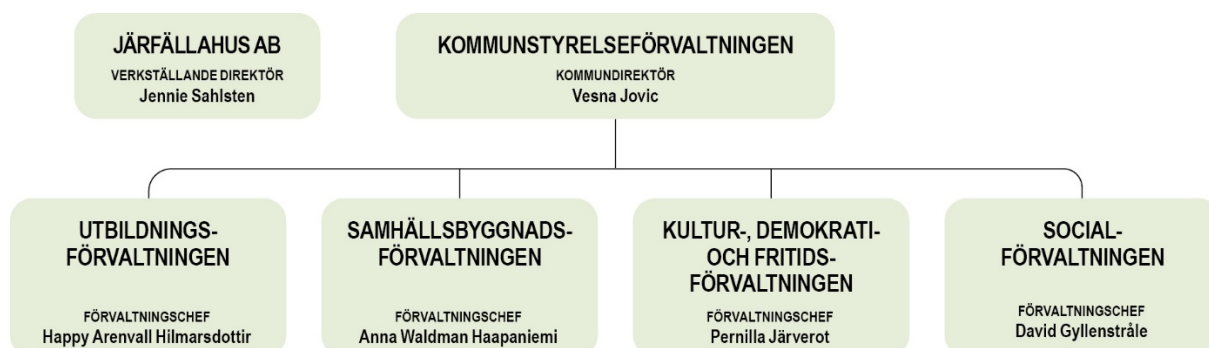 JÄRFÄLLAHUS AB
VERKSTÄLLANDE DIREKTÖR
Jennie Sahlsten
KOMMUNSTYRELSEFÖRVALTNINGEN
KOMMUNDIREKTÖR
Vesna Jovic
UTBILDNINGS-
FÖRVALTNINGEN
FÖRVALTNINGSCHEF
Happy Arenvall Hilmarsdottir
SAMHÄLLSBYGGNADS-
FÖRVALTNINGEN
FÖRVALTNINGSCHEF
Anna Waldman Haapaniemi
KULTUR-, DEMOKRATI-
OCH FRITIDS-
FÖRVALTNINGEN
FÖRVALTNINGSCHEF
Pernilla Järverot
SOCIAL-
FÖRVALTNINGEN
FÖRVALTNINGSCHEF
David Gyllenstråle